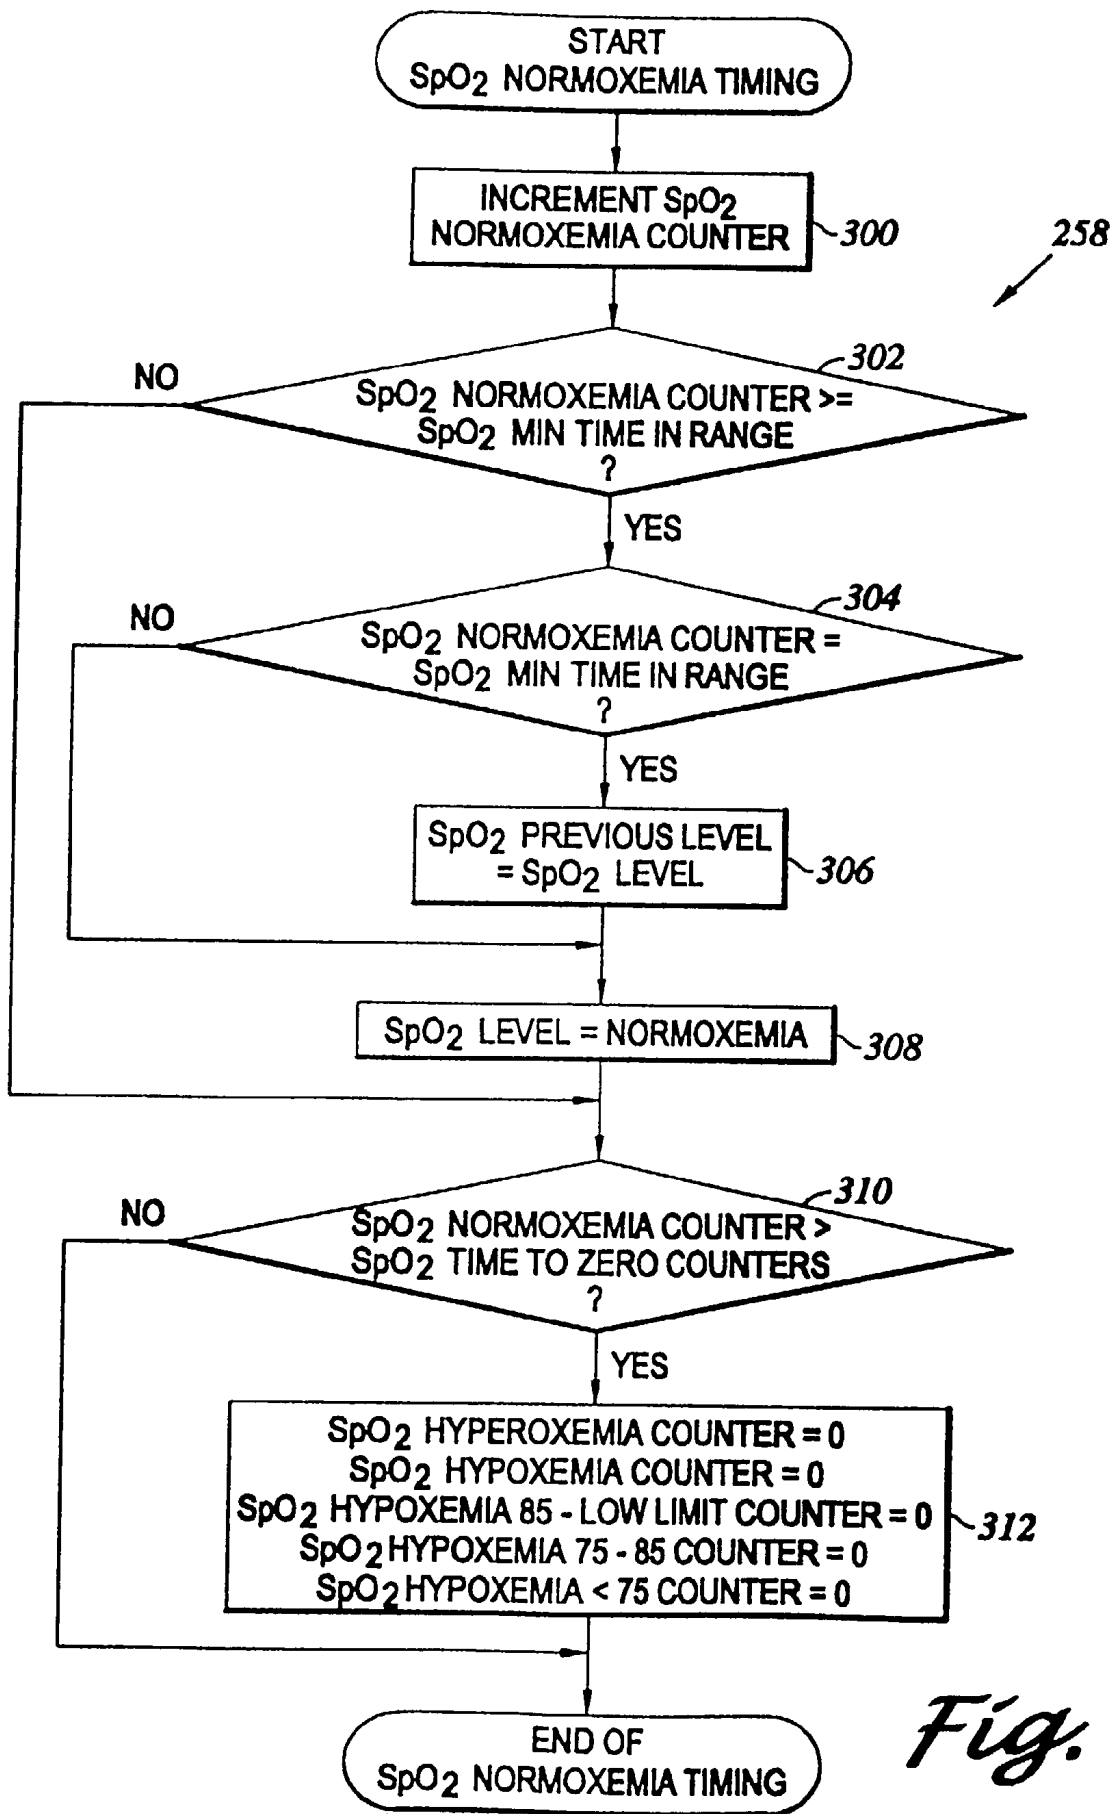 START
SpO2 NORMOXEMIA TIMING
INCREMENT SpO2
NORMOXEMIA COUNTER
300
258
302
NO
SpO2 NORMOXEMIA COUNTER >=
SpO2 MIN TIME IN RANGE
?
YES
304
NO
SpO2 NORMOXEMIA COUNTER =
SpO2 MIN TIME IN RANGE
?
YES
SpO2 PREVIOUS LEVEL
= SpO2 LEVEL
306
SpO2 LEVEL = NORMOXEMIA
308
310
NO
SpO2 NORMOXEMIA COUNTER >
SpO2 TIME TO ZERO COUNTERS
?
YES
SpO2 HYPEROXEMIA COUNTER = 0
SpO2 HYPOXEMIA COUNTER = 0
SpO2 HYPOXEMIA 85 - LOW LIMIT COUNTER = 0
SpO2 HYPOXEMIA 75 - 85 COUNTER = 0
SpO2 HYPOXEMIA < 75 COUNTER = 0
312
END OF
SpO2 NORMOXEMIA TIMING
Fig.